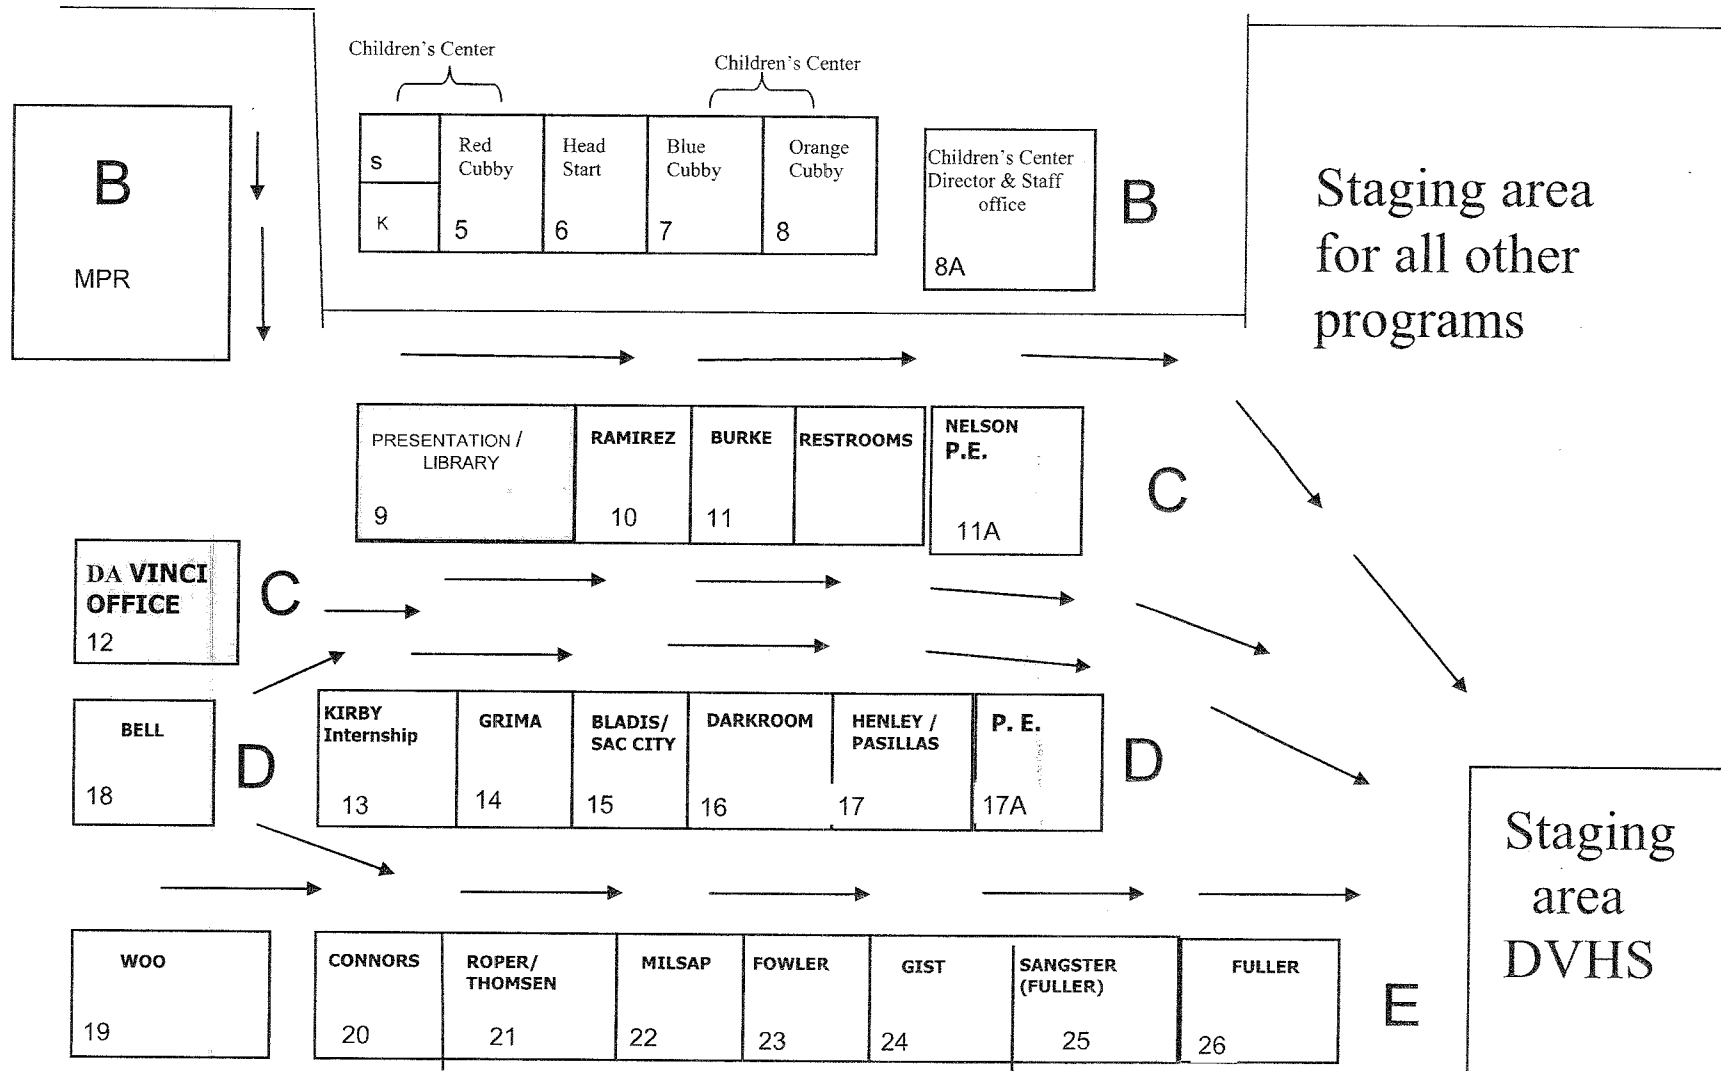 Children's Center
Children's Center
B
MPR
S
K
Red
Cubby
5
Head
Start
6
Blue
Cubby
7
Orange
Cubby
8
Children's Center
Director & Staff
office
8A
B
Staging area
for all other
programs
PRESENTATION /
LIBRARY
9
RAMIREZ
10
BURKE
11
RESTROOMS
NELSON
P.E.
11A
C
DA VINCI
OFFICE
12
C
BELL
18
D
KIRBY
Internship
13
GRIMA
14
BLADIS/
SAC CITY
15
DARKROOM
16
HENLEY /
PASILLAS
17
P. E.
17A
D
Staging
area
DVHS
WOO
19
CONNORS
20
ROPER/
THOMSEN
21
MILSAP
22
FOWLER
23
GIST
24
SANGSTER
(FULLER)
25
FULLER
26
E